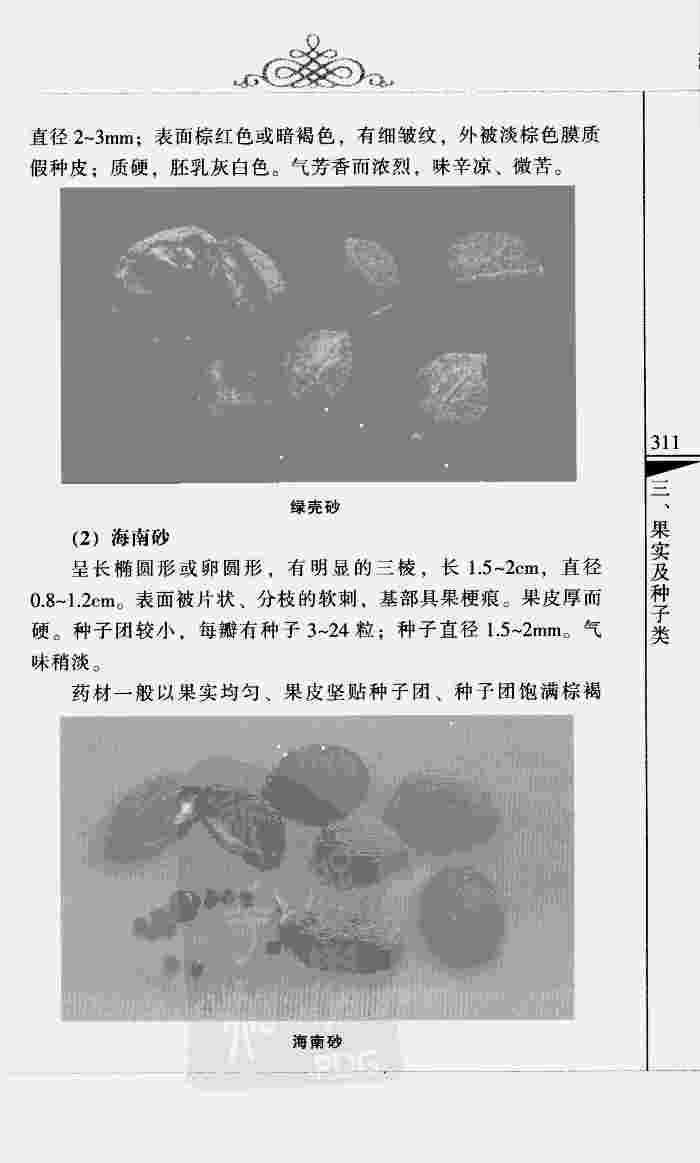 直径 2~3mm；表面棕红色或暗褐色，有细皱纹，外被淡棕色膜质
假种皮；质硬，胚乳灰白色。气芳香而浓烈，味辛凉、微苦。
绿壳砂
(2) 海南砂
呈长椭圆形或卵圆形，有明显的三棱，长 1.5~2cm，直径
0.8~1.2cm。表面被片状、分枝的软刺，基部具果梗痕。果皮厚而
硬。种子团较小，每瓣有种子 3~24 粒；种子直径 1.5~2mm。气
味稍淡。
药材一般以果实均匀、果皮坚贴种子团、种子团饱满棕褐
海南砂
PDG
311
三、果实及种子类